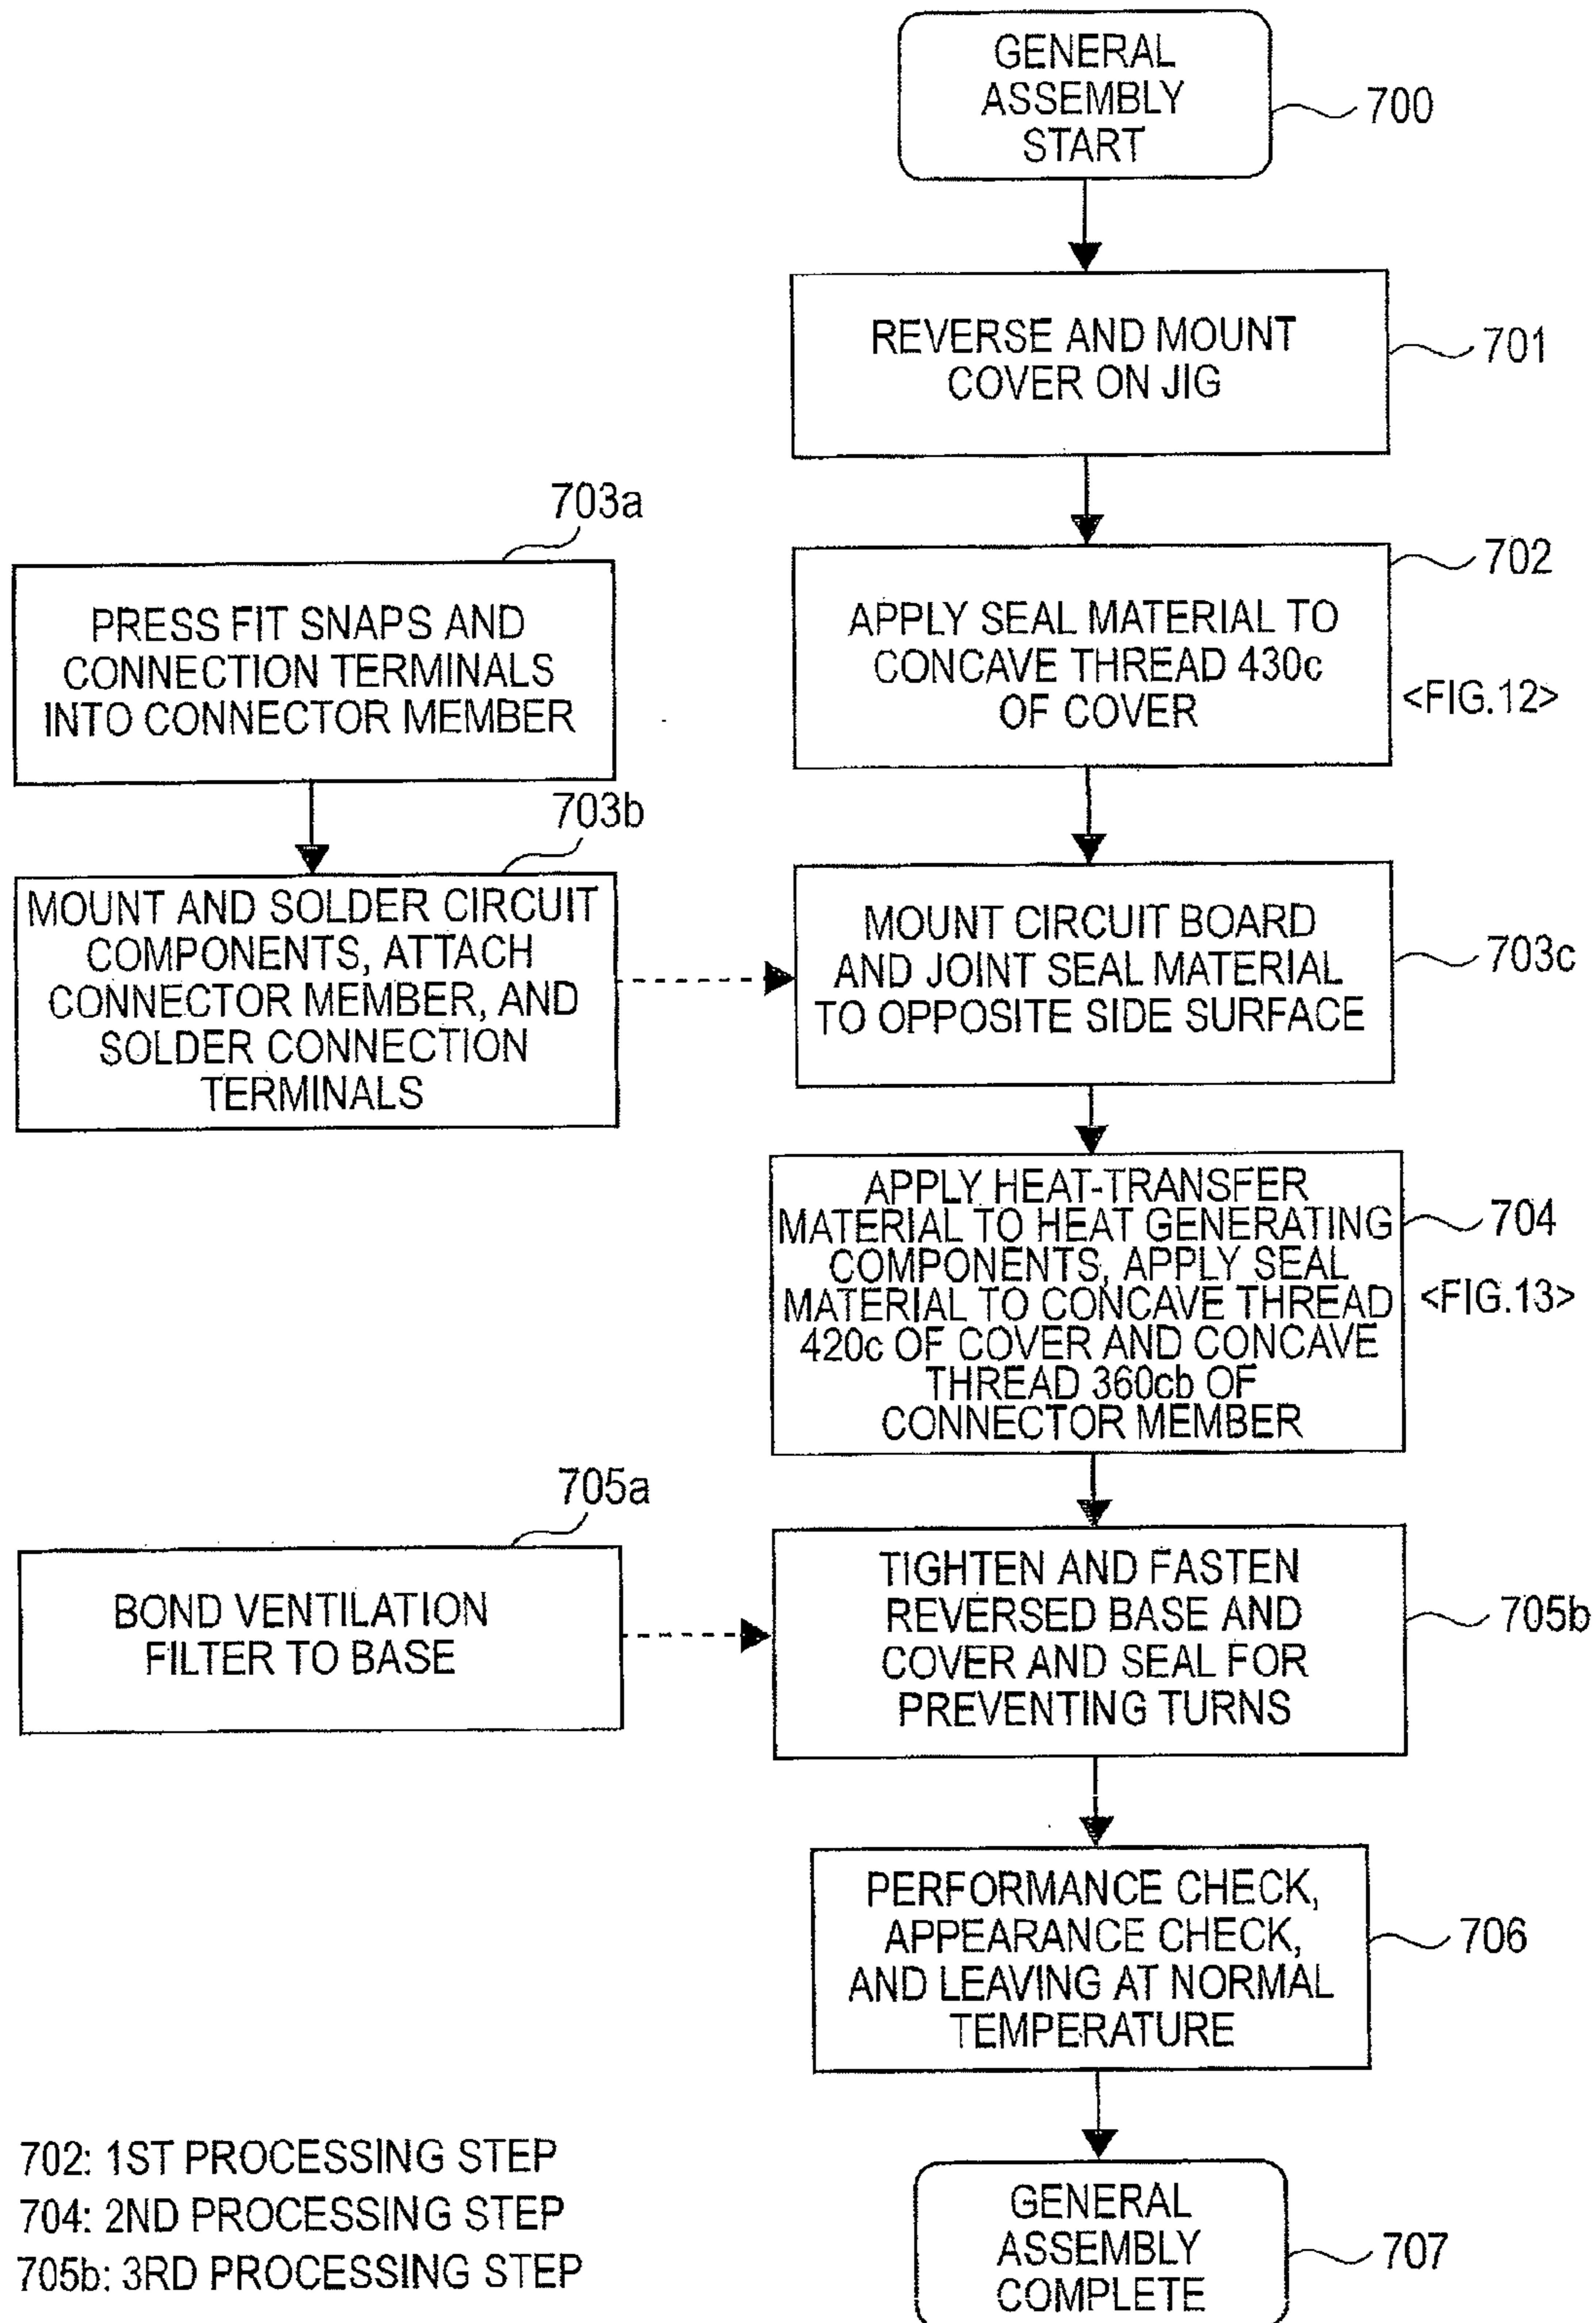 GENERAL
ASSEMBLY
START
700
REVERSE AND MOUNT
COVER ON JIG
701
703a
PRESS FIT SNAPS AND
CONNECTION TERMINALS
INTO CONNECTOR MEMBER
702
APPLY SEAL MATERIAL TO
CONCAVE THREAD 430c
OF COVER
<FIG.12>
703b
MOUNT AND SOLDER CIRCUIT
COMPONENTS, ATTACH
CONNECTOR MEMBER, AND
SOLDER CONNECTION
TERMINALS
MOUNT CIRCUIT BOARD
AND JOINT SEAL MATERIAL
TO OPPOSITE SIDE SURFACE
703c
APPLY HEAT-TRANSFER
MATERIAL TO HEAT GENERATING
COMPONENTS, APPLY SEAL
MATERIAL TO CONCAVE THREAD
420c OF COVER AND CONCAVE
THREAD 360cb OF
CONNECTOR MEMBER
704
<FIG.13>
705a
BOND VENTILATION
FILTER TO BASE
TIGHTEN AND FASTEN
REVERSED BASE AND
COVER AND SEAL FOR
PREVENTING TURNS
705b
PERFORMANCE CHECK,
APPEARANCE CHECK,
AND LEAVING AT NORMAL
TEMPERATURE
706
702: 1ST PROCESSING STEP
704: 2ND PROCESSING STEP
705b: 3RD PROCESSING STEP
GENERAL
ASSEMBLY
COMPLETE
707